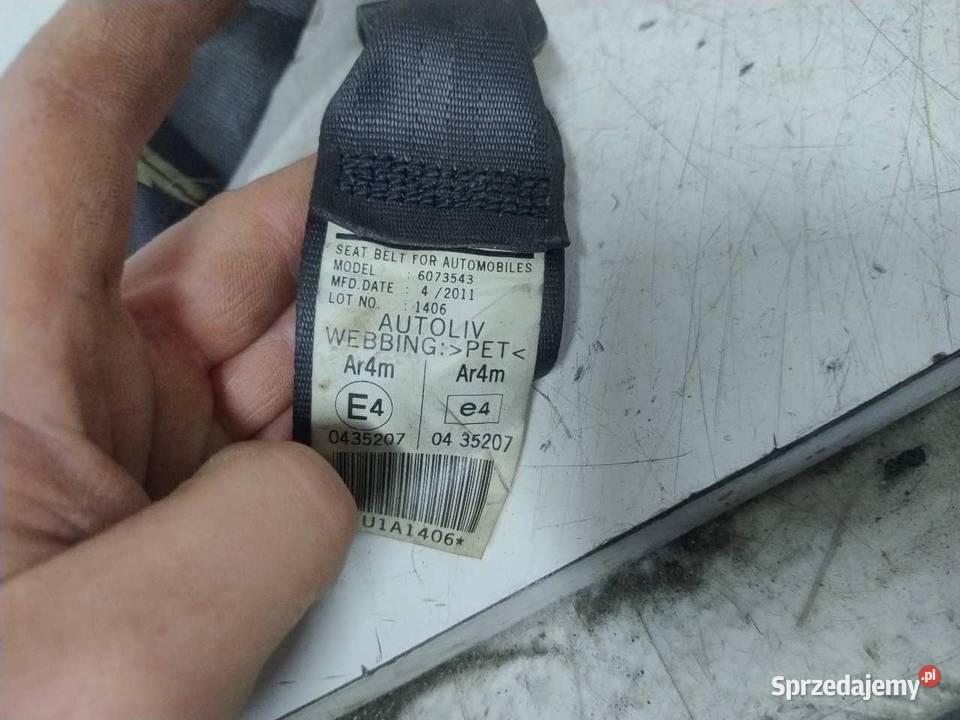 SEAT BELT FOR AUTOMOBILES
MODEL : 6073543
MFD.DATE : 4 /2011
LOT NO. : 1406
AUTOLIV
WEBBING:>PET<
Ar4m Ar4m
E4 e4
0435207 04 35207
U1A1406*
Sprzedajemy.pl